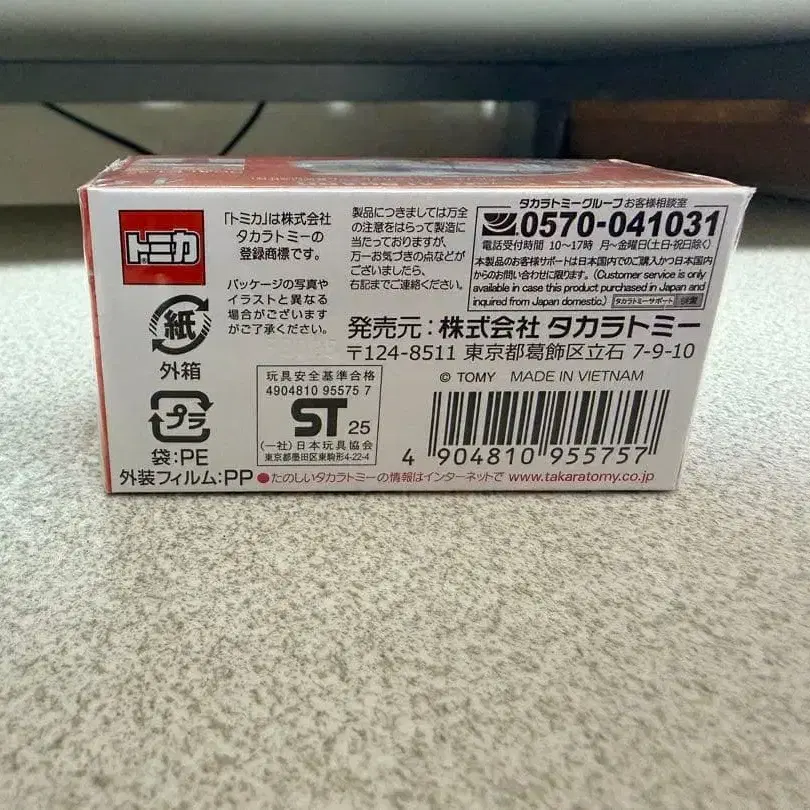 トミカ
紙
外箱
プラ
袋:PE
外装フィルム:PP
「トミカ」は株式会社
タカラトミーの
登録商標です。
パッケージの写真や
イラストと異なる
場合がございます
がご了承ください。
製品につきましては万全
の注意をはらって製造に
当たっておりますが、
万一お気づきの点などが
ございましたら、
右記までご連絡ください。
タカラトミーグループ お客様相談室
0570-041031
電話受付時間 10〜17時 月〜金曜日(土・日・祝日除く)
本製品のお客様サポートは日本国内でのご購入かつ日本国内
からのお問い合わせに限ります。(Customer service is only
available in case this product purchased in Japan and
inquired from Japan domestic.)
タカラトミーサポート 検索
発売元:株式会社 タカラトミー
〒124-8511 東京都葛飾区立石 7-9-10
© TOMY MADE IN VIETNAM
玩具安全基準合格
4904810 95575 7
ST 25
(一社)日本玩具協会
東京都墨田区東駒形4-22-4
4 904810 955757
●たのしいタカラトミーの情報はインターネットで www.takaratomy.co.jp